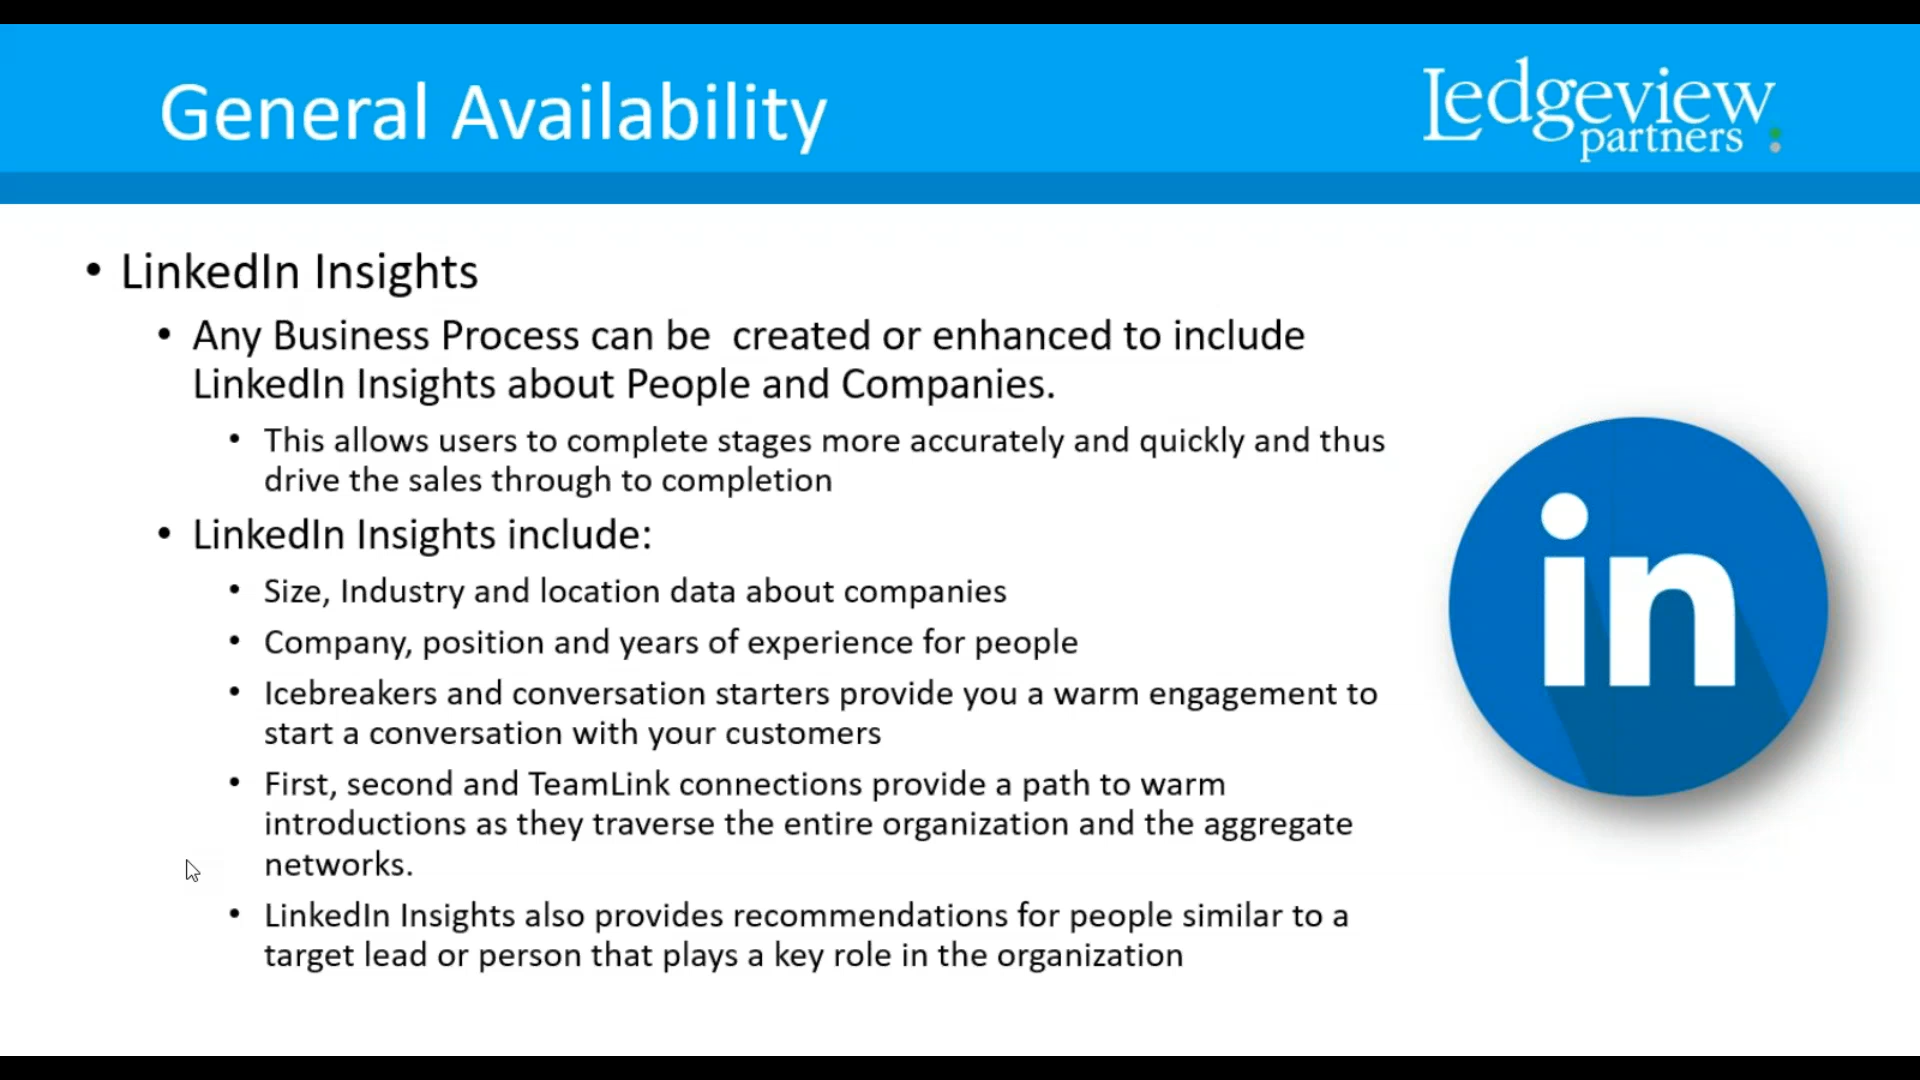 General Availability
Ledgeview
partners
• LinkedIn Insights
• Any Business Process can be  created or enhanced to include
LinkedIn Insights about People and Companies.
• This allows users to complete stages more accurately and quickly and thus
drive the sales through to completion
• LinkedIn Insights include:
• Size, Industry and location data about companies
• Company, position and years of experience for people
• Icebreakers and conversation starters provide you a warm engagement to
start a conversation with your customers
• First, second and TeamLink connections provide a path to warm
introductions as they traverse the entire organization and the aggregate
networks.
• LinkedIn Insights also provides recommendations for people similar to a
target lead or person that plays a key role in the organization
in